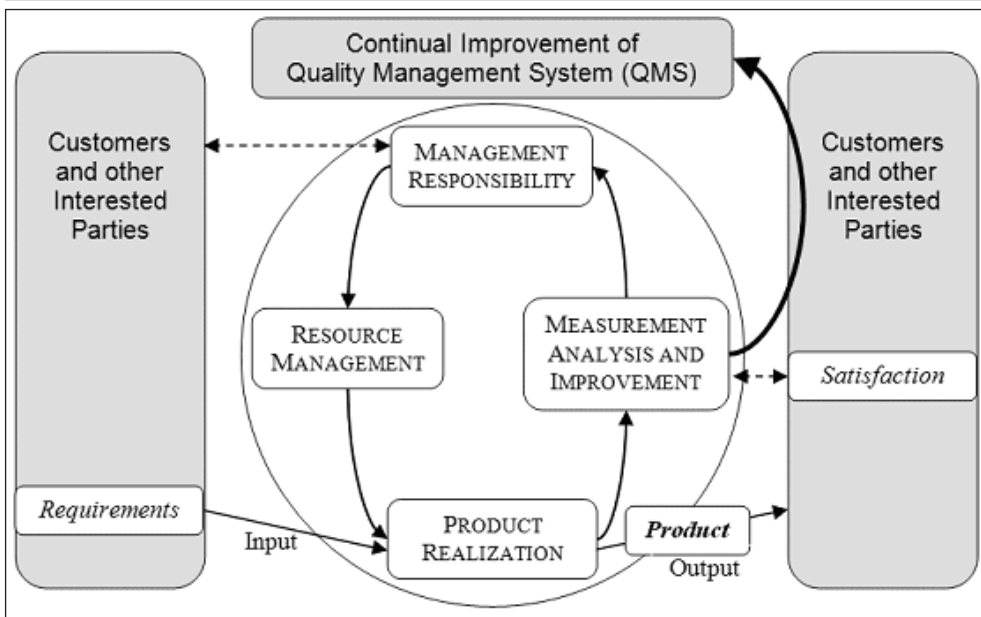 Continual Improvement of
Quality Management System (QMS)
Customers
and other
Interested
Parties
Customers
and other
Interested
Parties
MANAGEMENT
RESPONSIBILITY
RESOURCE
MANAGEMENT
MEASUREMENT
ANALYSIS AND
IMPROVEMENT
Satisfaction
Requirements
Input
PRODUCT
REALIZATION
Product
Output